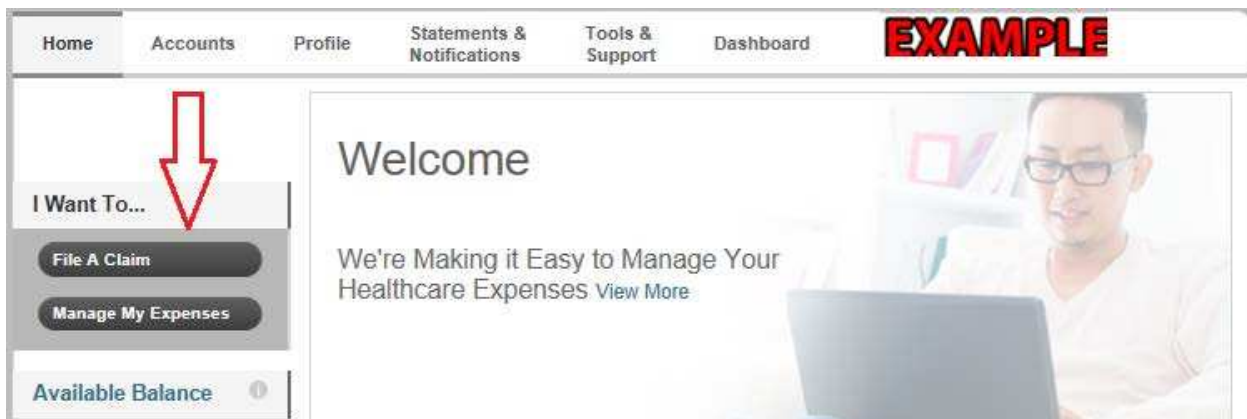 Home Accounts Profile Statements & Notifications Tools & Support Dashboard EXAMPLE
Welcome
I Want To...
File A Claim
Manage My Expenses
We're Making it Easy to Manage Your
Healthcare Expenses View More
Available Balance